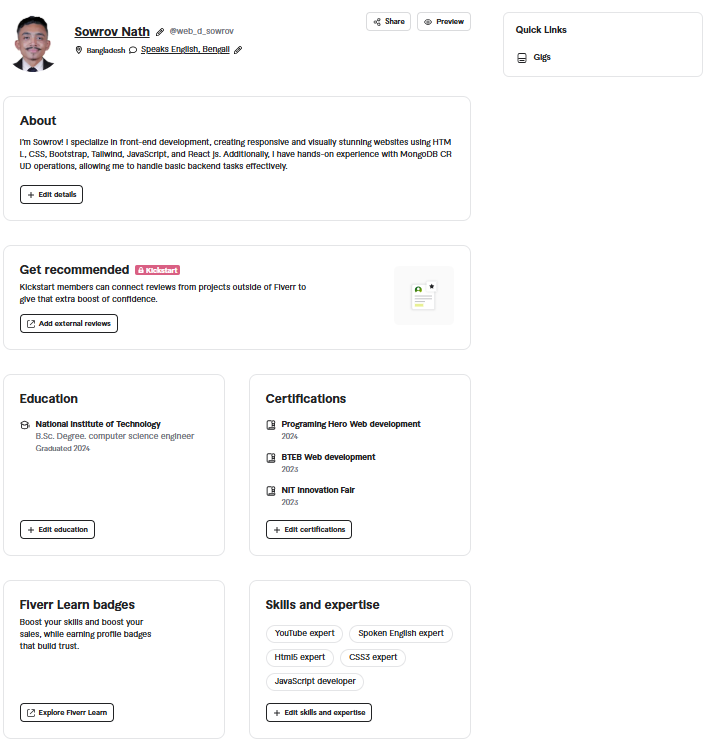 Sowrov Nath @web_d_sowrov
Bangladesh Speaks English, Bengali
Share
Preview
Quick Links
Gigs
About
I'm Sowrov! I specialize in front-end development, creating responsive and visually stunning websites using HTM
L, CSS, Bootstrap, Tailwind, JavaScript, and React js. Additionally, I have hands-on experience with MongoDB CR
UD operations, allowing me to handle basic backend tasks effectively.
+ Edit details
Get recommended Kickstart
Kickstart members can connect reviews from projects outside of Fiverr to
give that extra boost of confidence.
Add external reviews
Education
National Institute of Technology
B.Sc. Degree. computer science engineer
Graduated 2024
+ Edit education
Certifications
Programing Hero Web development
2024
BTEB Web development
2023
NIT Innovation Fair
2023
+ Edit certifications
Fiverr Learn badges
Boost your skills and boost your
sales, while earning profile badges
that build trust.
Explore Fiverr Learn
Skills and expertise
YouTube expert
Spoken English expert
Html5 expert
CSS3 expert
JavaScript developer
+ Edit skills and expertise